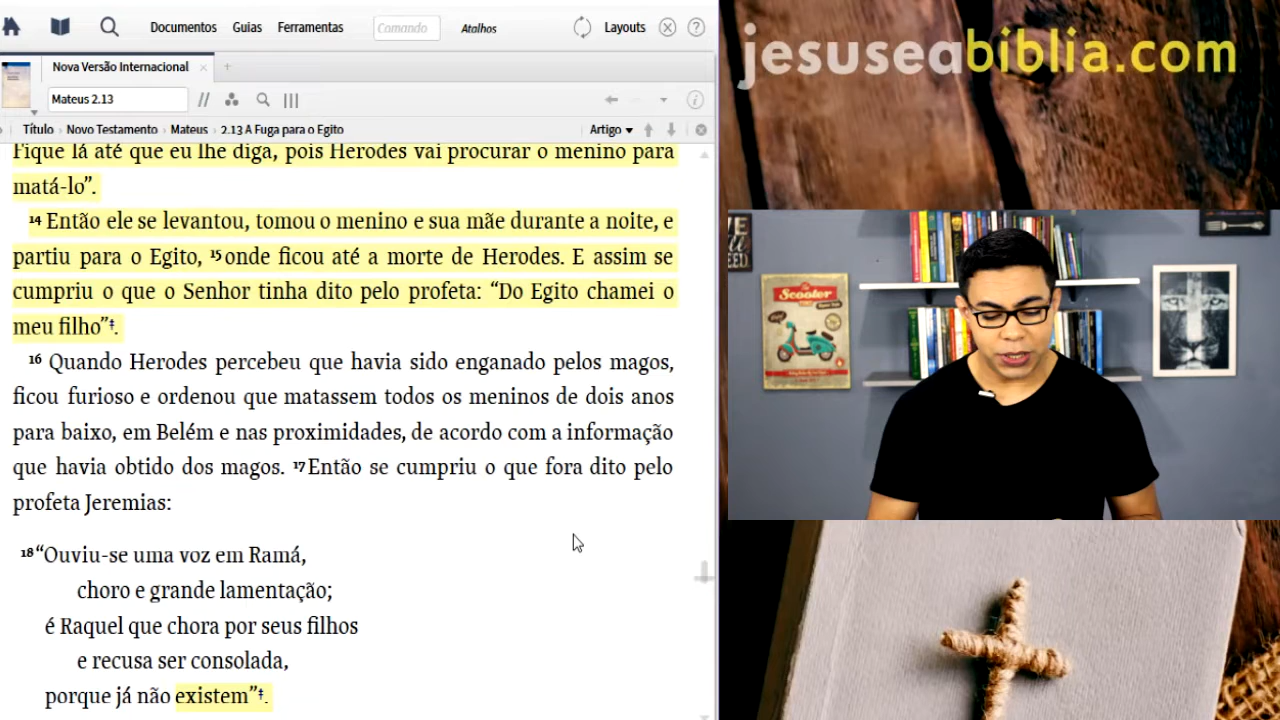 Documentos Guias Ferramentas Comando Atalhos Layouts
Nova Versão Internacional
Mateus 2.13
Título › Novo Testamento › Mateus › 2.13 A Fuga para o Egito Artigo
Fique lá até que eu lhe diga, pois Herodes vai procurar o menino para
matá-lo”.
14 Então ele se levantou, tomou o menino e sua mãe durante a noite, e
partiu para o Egito, 15 onde ficou até a morte de Herodes. E assim se
cumpriu o que o Senhor tinha dito pelo profeta: “Do Egito chamei o
meu filho”‡.
16 Quando Herodes percebeu que havia sido enganado pelos magos,
ficou furioso e ordenou que matassem todos os meninos de dois anos
para baixo, em Belém e nas proximidades, de acordo com a informação
que havia obtido dos magos. 17 Então se cumpriu o que fora dito pelo
profeta Jeremias:
18 “Ouviu-se uma voz em Ramá,
choro e grande lamentação;
é Raquel que chora por seus filhos
e recusa ser consolada,
porque já não existem”‡.
jesuseabiblia.com
Scooter